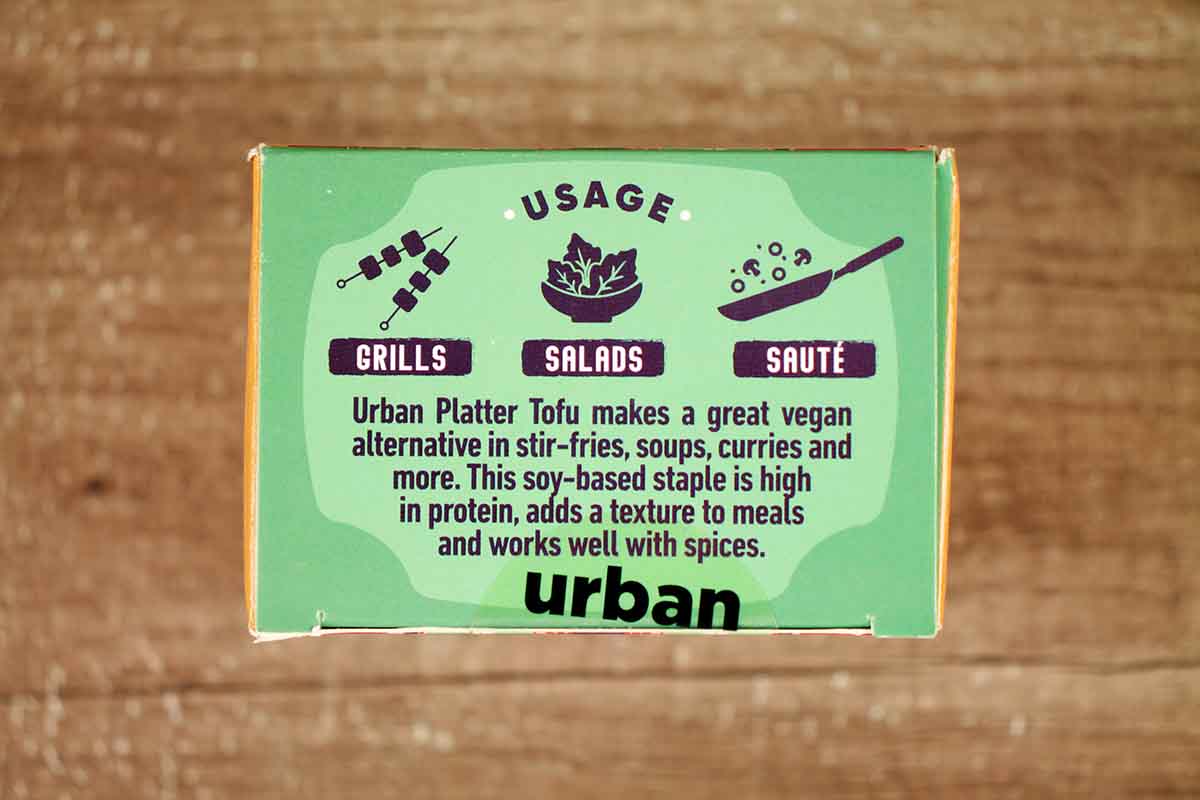 USAGE
GRILLS
SALADS
SAUTÉ
Urban Platter Tofu makes a great vegan
alternative in stir-fries, soups, curries and
more. This soy-based staple is high
in protein, adds a texture to meals
and works well with spices.
urban